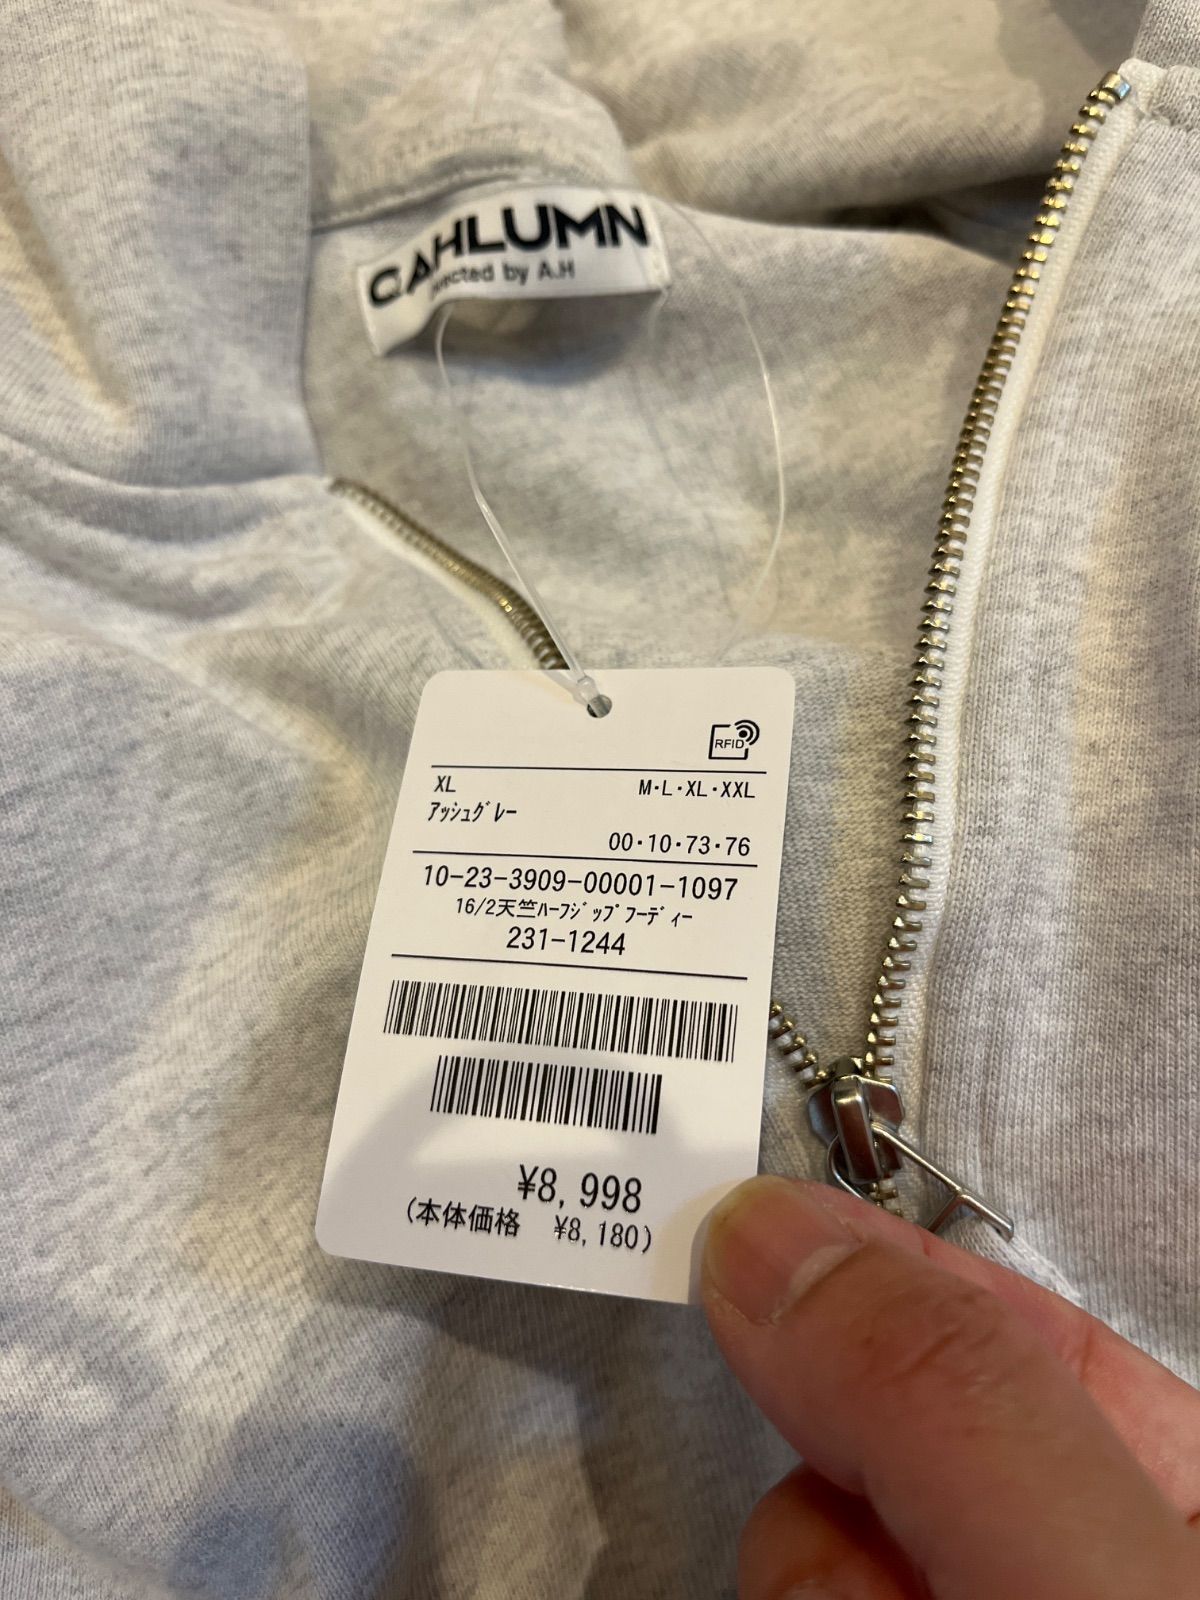 CAHLUMN
by A.H
RFID
XL M・L・XL・XXL
ｱｯｼｭｸﾞﾚｰ
00・10・73・76
10-23-3909-00001-1097
16/2天竺ﾊｰﾌｼﾞｯﾌﾟﾌｰﾃﾞｨｰ
231-1244
¥8,998
(本体価格 ¥8,180)